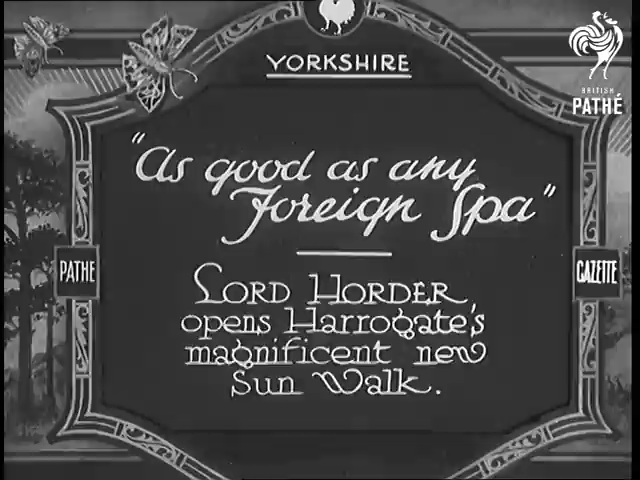 YORKSHIRE
BRITISH
PATHÉ
"As good as any
Foreign Spa"
PATHE
GAZETTE
LORD HORDER
opens Harrogate's
magnificent new
Sun Walk.